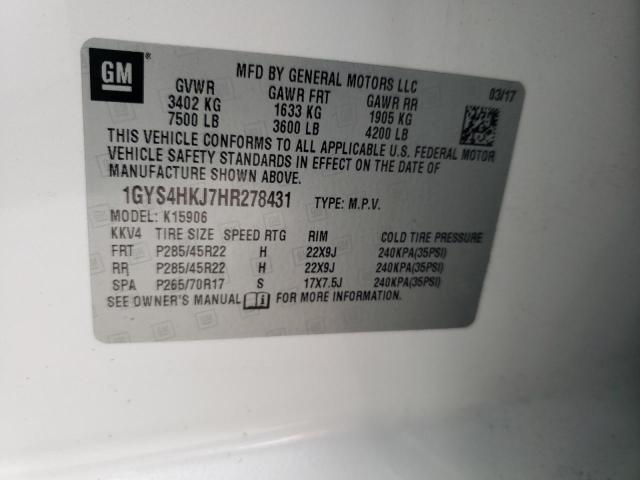 GM
MFD BY GENERAL MOTORS LLC
03/17
GVWR GAWR FRT GAWR RR
3402 KG 1633 KG 1905 KG
7500 LB 3600 LB 4200 LB
THIS VEHICLE CONFORMS TO ALL APPLICABLE U.S. FEDERAL MOTOR
VEHICLE SAFETY STANDARDS IN EFFECT ON THE DATE OF
MANUFACTURE SHOWN ABOVE.
1GYS4HKJ7HR278431 TYPE: M.P.V.
MODEL: K15906
KKV4 TIRE SIZE SPEED RTG RIM COLD TIRE PRESSURE
FRT P285/45R22 H 22X9J 240KPA(35PSI)
RR P285/45R22 H 22X9J 240KPA(35PSI)
SPA P265/70R17 S 17X7.5J 240KPA(35PSI)
SEE OWNER'S MANUAL FOR MORE INFORMATION.